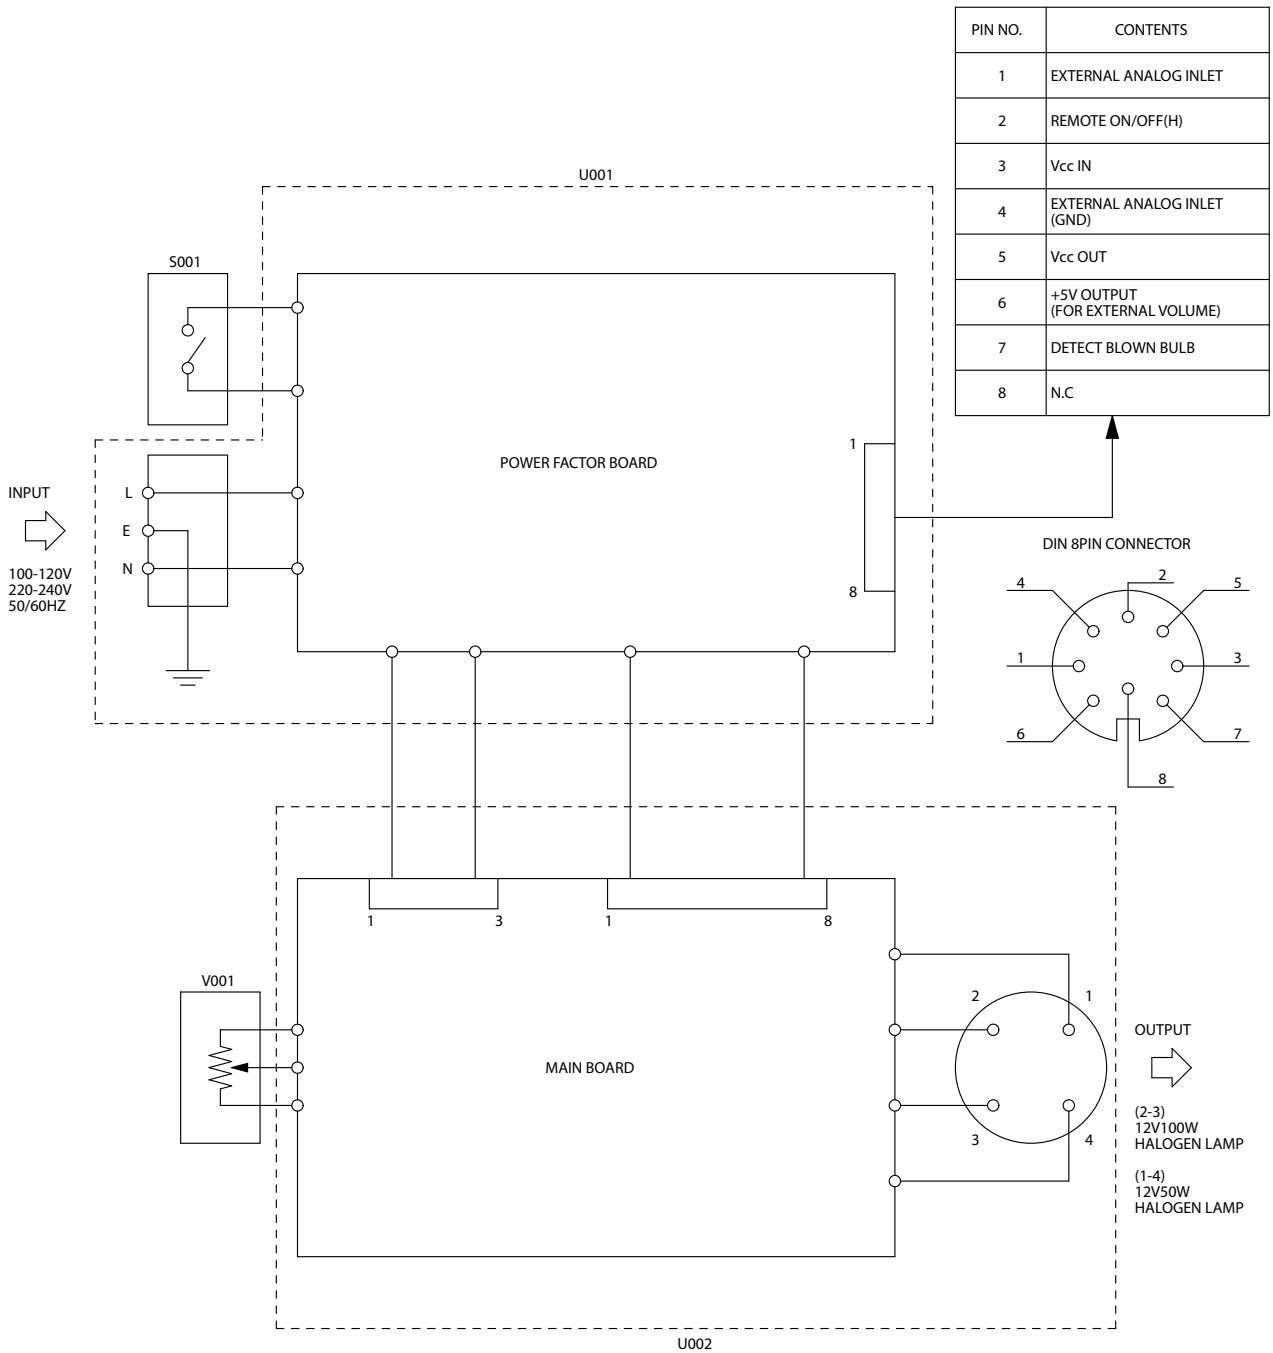 PIN NO. CONTENTS
1 EXTERNAL ANALOG INLET
2 REMOTE ON/OFF(H)
3 Vcc IN
4 EXTERNAL ANALOG INLET
(GND)
5 Vcc OUT
6 +5V OUTPUT
(FOR EXTERNAL VOLUME)
7 DETECT BLOWN BULB
8 N.C
U001
S001
POWER FACTOR BOARD
1
8
INPUT
L
E
N
100-120V
220-240V
50/60HZ
DIN 8PIN CONNECTOR
4
2
5
1
3
6
7
8
1
3
1
8
V001
MAIN BOARD
2
1
3
4
OUTPUT
(2-3)
12V100W
HALOGEN LAMP
(1-4)
12V50W
HALOGEN LAMP
U002